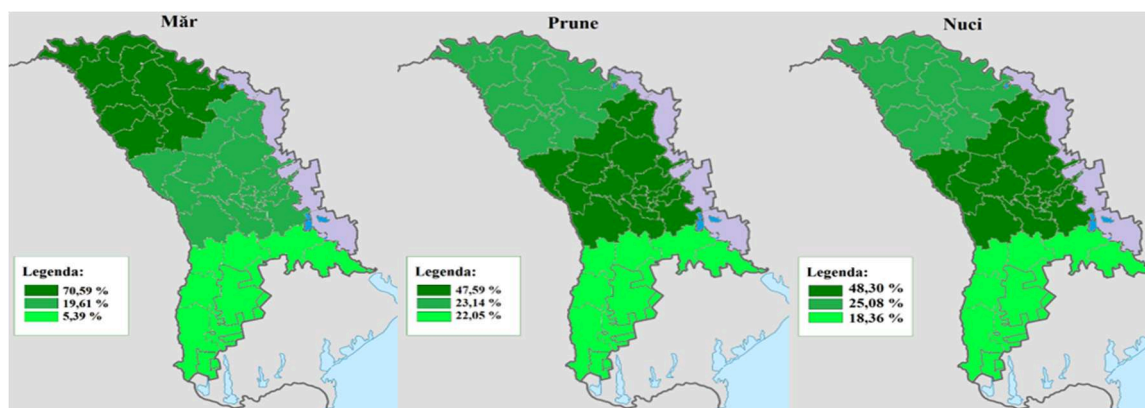 Măr
Prune
Nuci
Legenda:
70,59 %
19,61 %
5,39 %
Legenda:
47,59 %
23,14 %
22,05 %
Legenda:
48,30 %
25,08 %
18,36 %